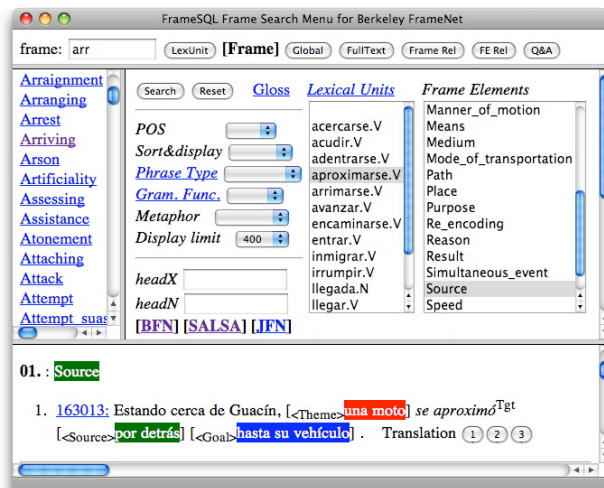 FrameSQL Frame Search Menu for Berkeley FrameNet
frame: arr LexUnit [Frame] Global FullText Frame Rel FE Rel Q&A
Arraignment
Arranging
Arrest
Arriving
Arson
Artificiality
Assessing
Assistance
Atonement
Attaching
Attack
Attempt
Attempt_suas
Search Reset Gloss
POS
Sort&display
Phrase Type
Gram. Func.
Metaphor
Display limit 400
headX
headN
[BFN] [SALSA] [JFN]
Lexical Units
acercarse.V
acudir.V
adentrarse.V
aproximarse.V
arrimarse.V
avanzar.V
encaminarse.V
entrar.V
inmigrar.V
irrumpir.V
llegada.N
llegar.V
Frame Elements
Manner_of_motion
Means
Medium
Mode_of_transportation
Path
Place
Purpose
Re_encoding
Reason
Result
Simultaneous_event
Source
Speed
01. : Source
1. 163013: Estando cerca de Guacín, [<Theme>una moto] se aproximóTgt
[<Source>por detrás] [<Goal>hasta su vehículo] . Translation 1 2 3